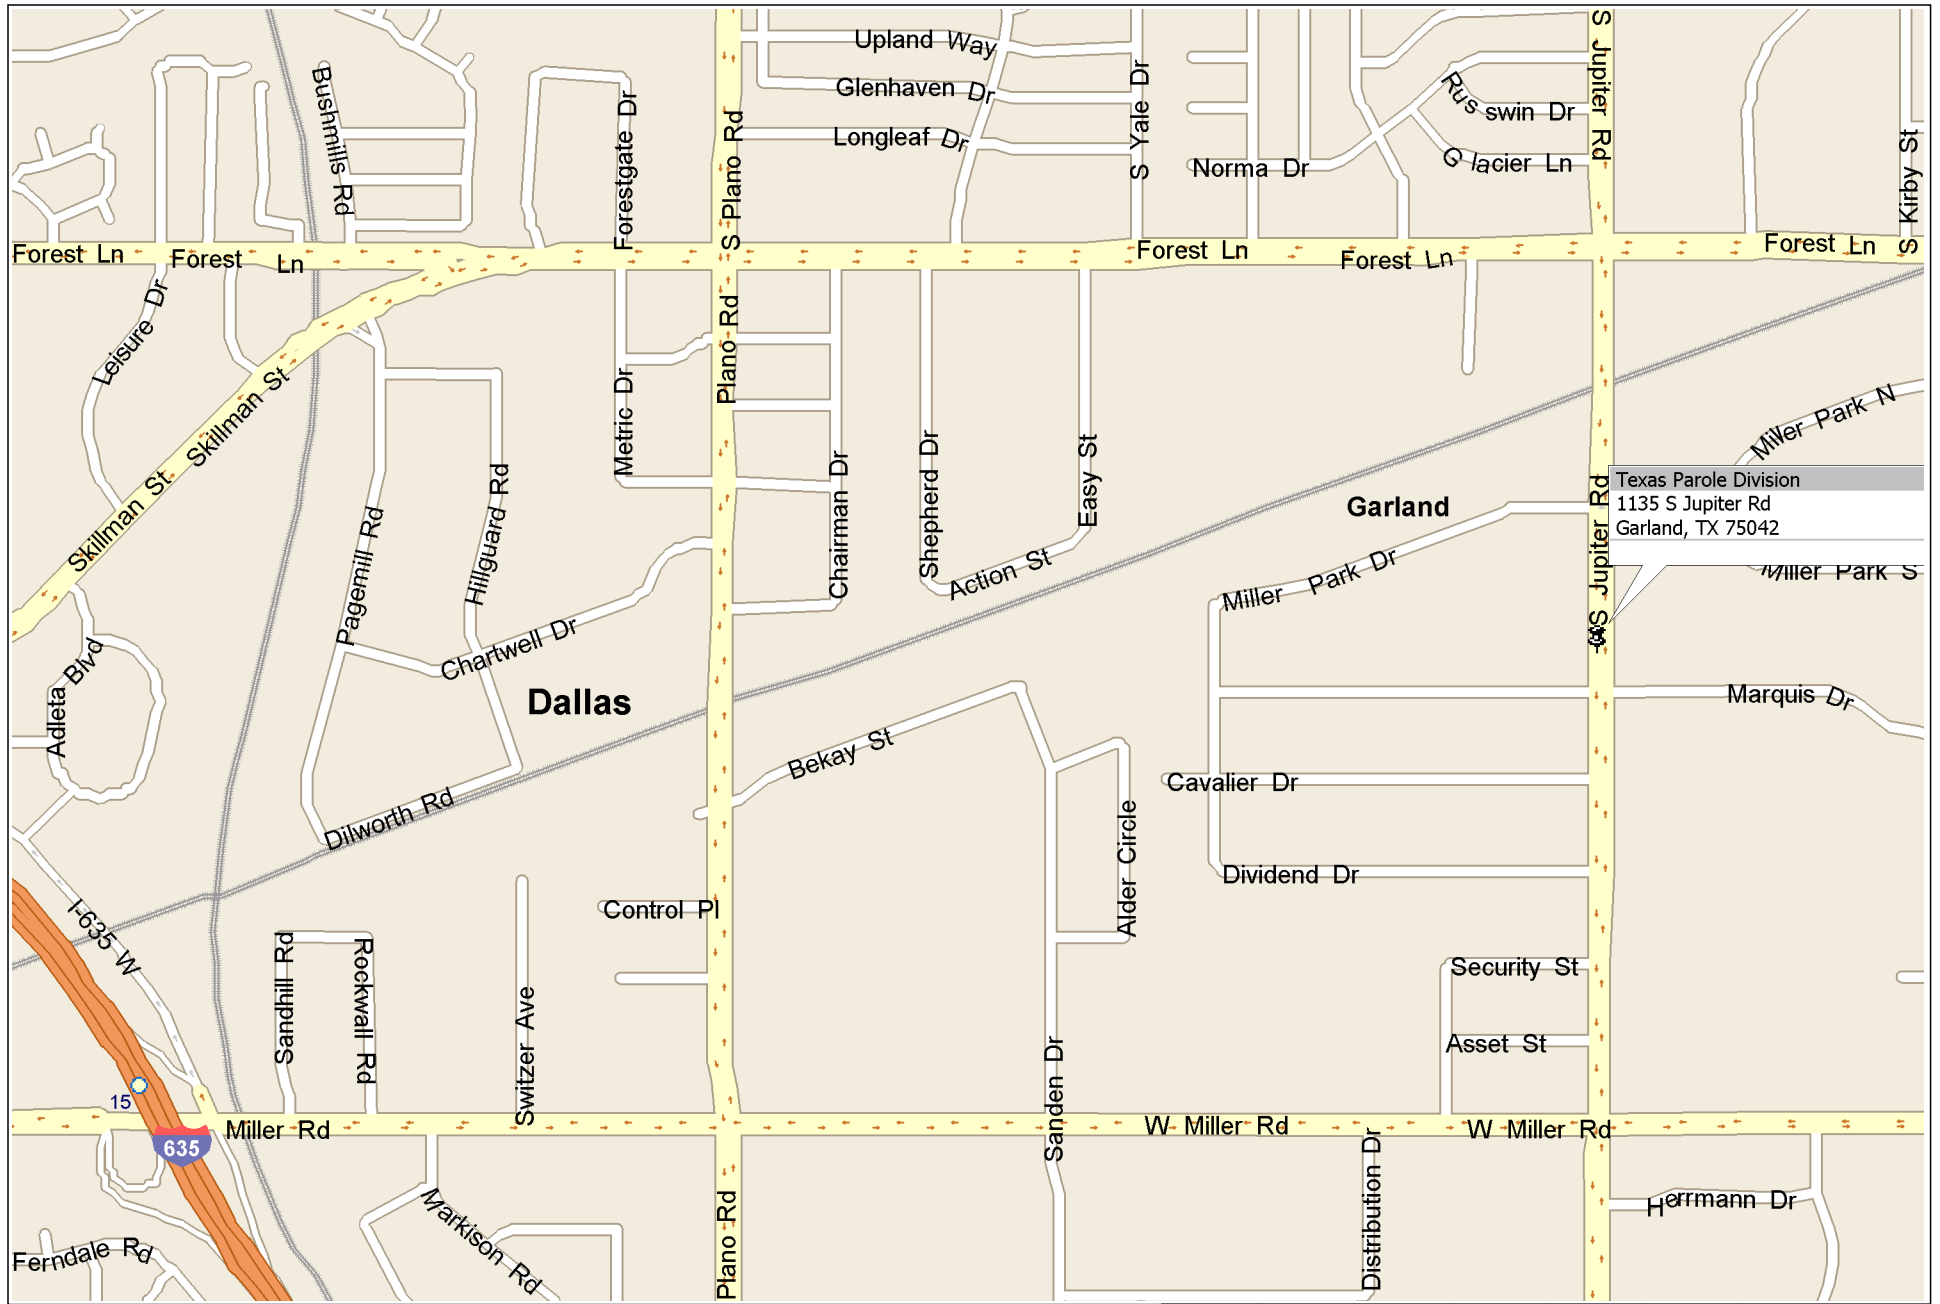 Upland Way
Glenhaven Dr
Longleaf Dr
S Yale Dr
Bushmills Rd
Forestgate Dr
S Plano Rd
Norma Dr
Russwin Dr
Glacier Ln
S Jupiter Rd
S Kirby St
Forest Ln
Forest Ln
Forest Ln
Forest Ln
Forest Ln
Leisure Dr
Plano Rd
Skillman St
Skillman St
Metric Dr
Hillguard Rd
Pagemill Rd
Chairman Dr
Shepherd Dr
Easy St
Action St
Garland
Miller Park N
S Jupiter Rd
Texas Parole Division
1135 S Jupiter Rd
Garland, TX 75042
Miller Park S
Miller Park Dr
Chartwell Dr
Adleta Blvd
Dallas
Marquis Dr
Bekay St
Cavalier Dr
Dilworth Rd
Alder Circle
Dividend Dr
Control Pl
I-635 W
Sandhill Rd
Rockwall Rd
Switzer Ave
Security St
Asset St
Sanden Dr
15
635
Miller Rd
W Miller Rd
W Miller Rd
Markison Rd
Plano Rd
Distribution Dr
Herrmann Dr
Ferndale Rd